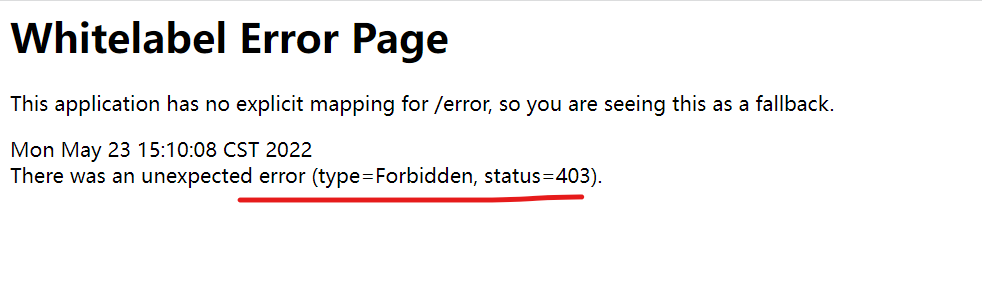 Whitelabel Error Page
This application has no explicit mapping for /error, so you are seeing this as a fallback.
Mon May 23 15:10:08 CST 2022
There was an unexpected error (type=Forbidden, status=403).